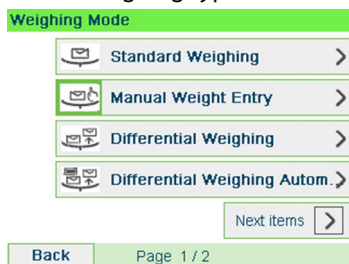 Weighing Mode
Standard Weighing
Manual Weight Entry
Differential Weighing
Differential Weighing Autom.
Next items
Back Page 1 / 2